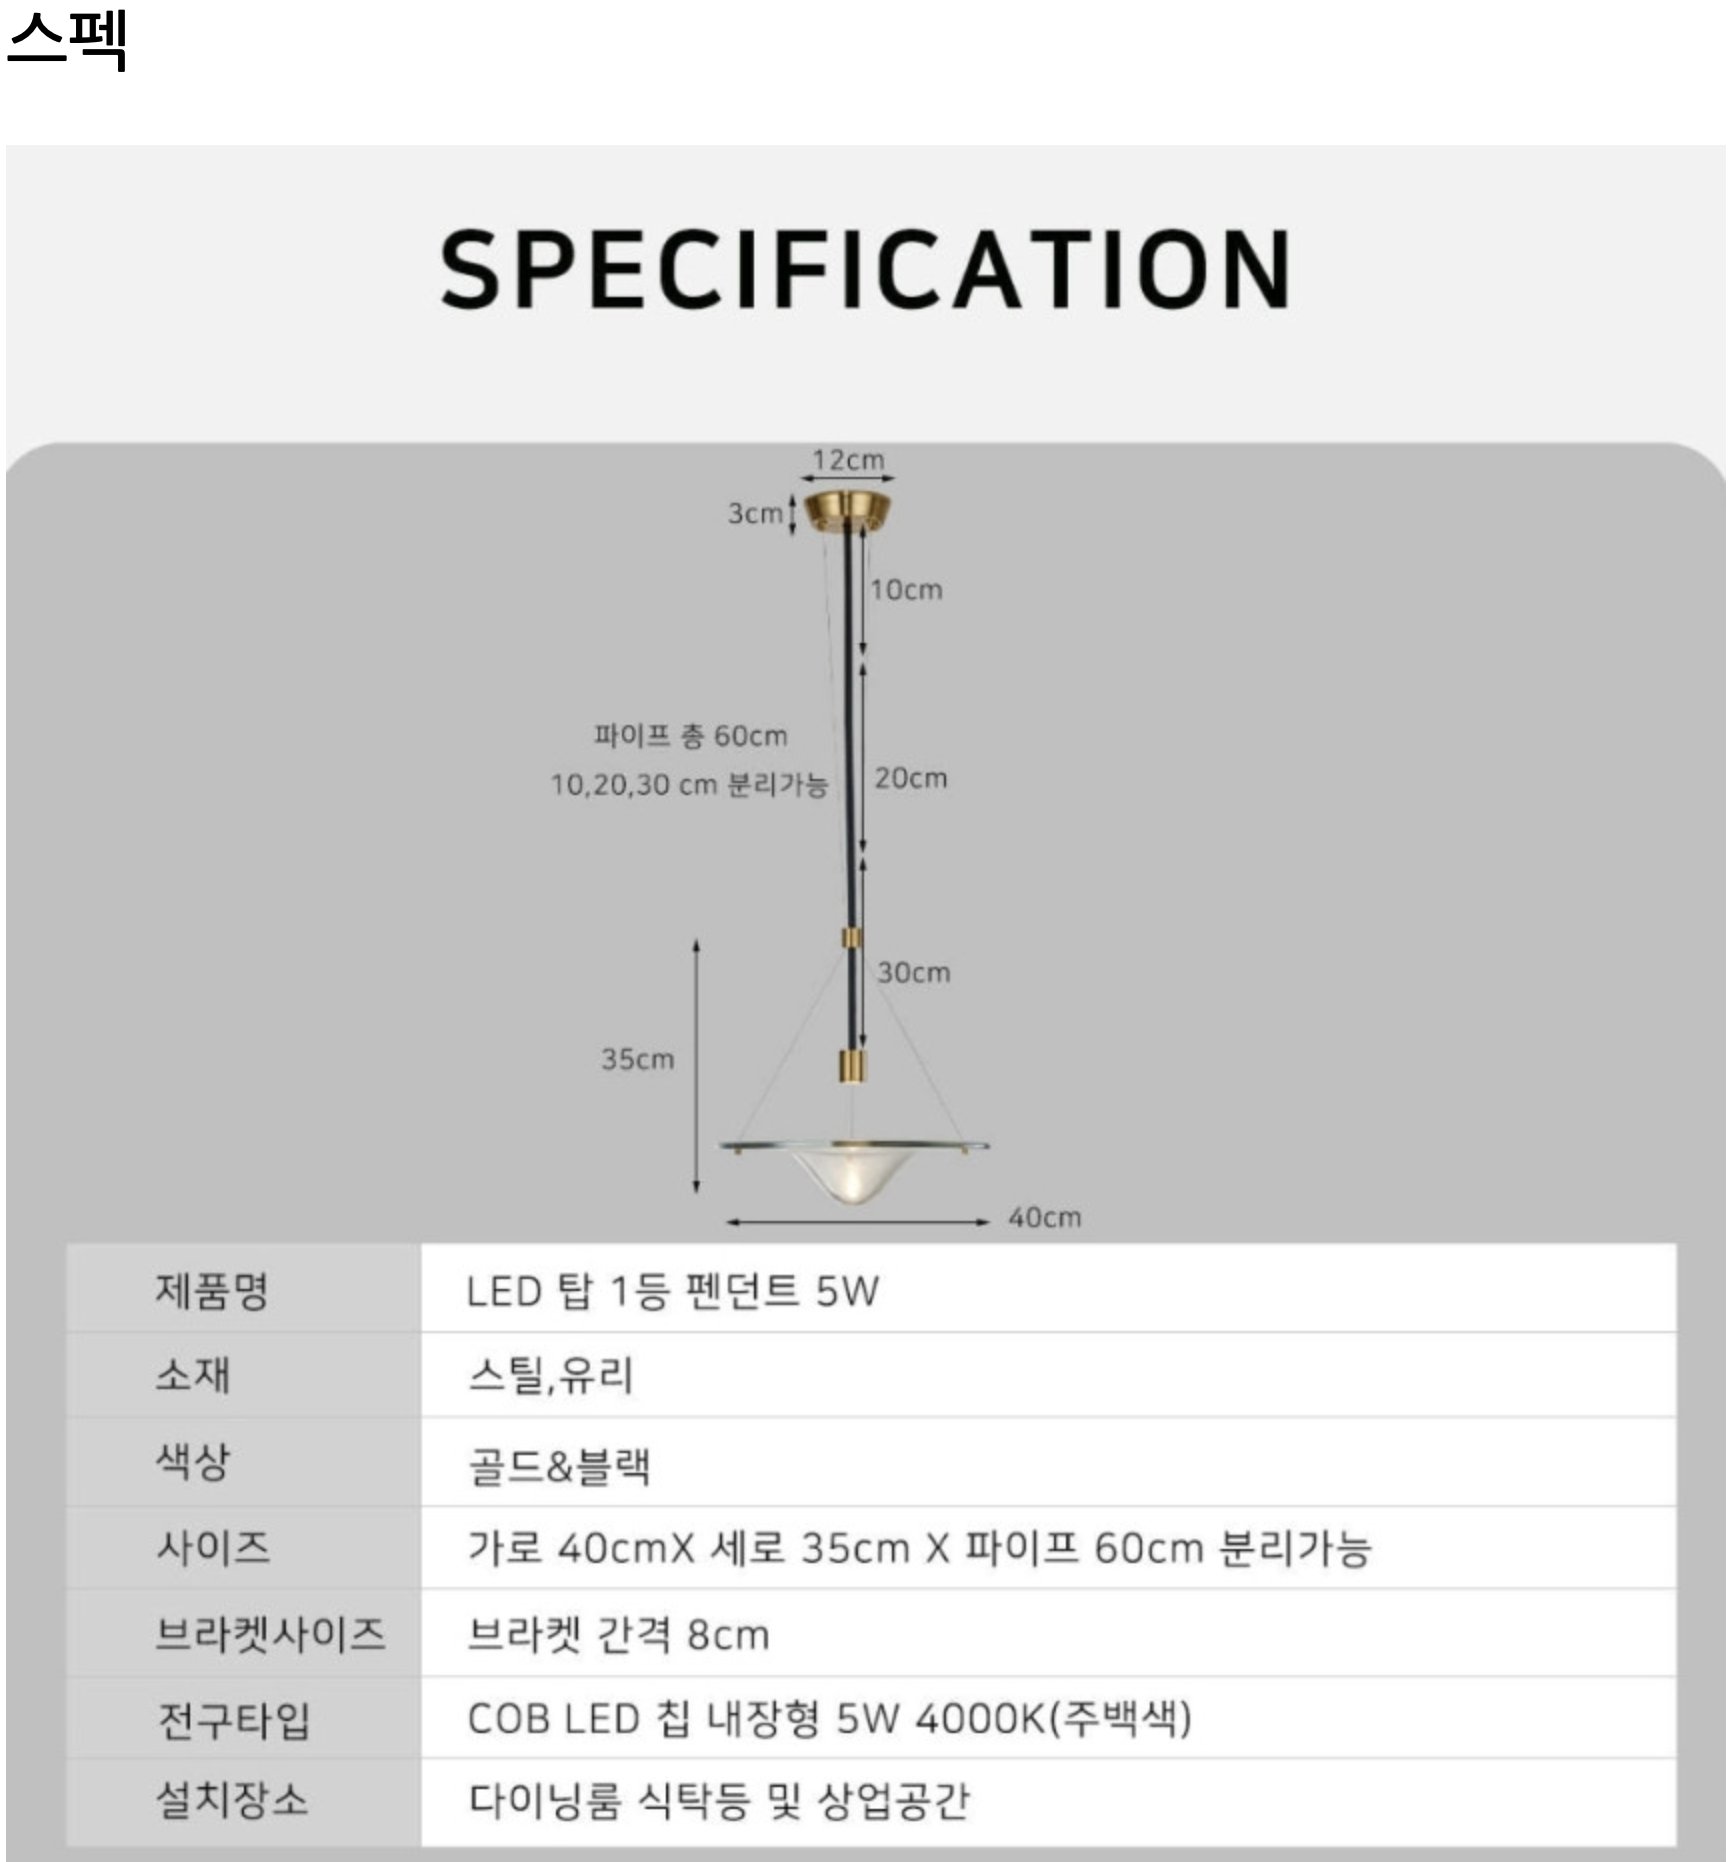 스펙
SPECIFICATION
12cm
3cm
10cm
파이프 총 60cm
10,20,30 cm 분리가능
20cm
30cm
35cm
40cm
제품명 LED 탑 1등 펜던트 5W
소재 스틸,유리
색상 골드&블랙
사이즈 가로 40cmX 세로 35cm X 파이프 60cm 분리가능
브라켓사이즈 브라켓 간격 8cm
전구타입 COB LED 칩 내장형 5W 4000K(주백색)
설치장소 다이닝룸 식탁등 및 상업공간